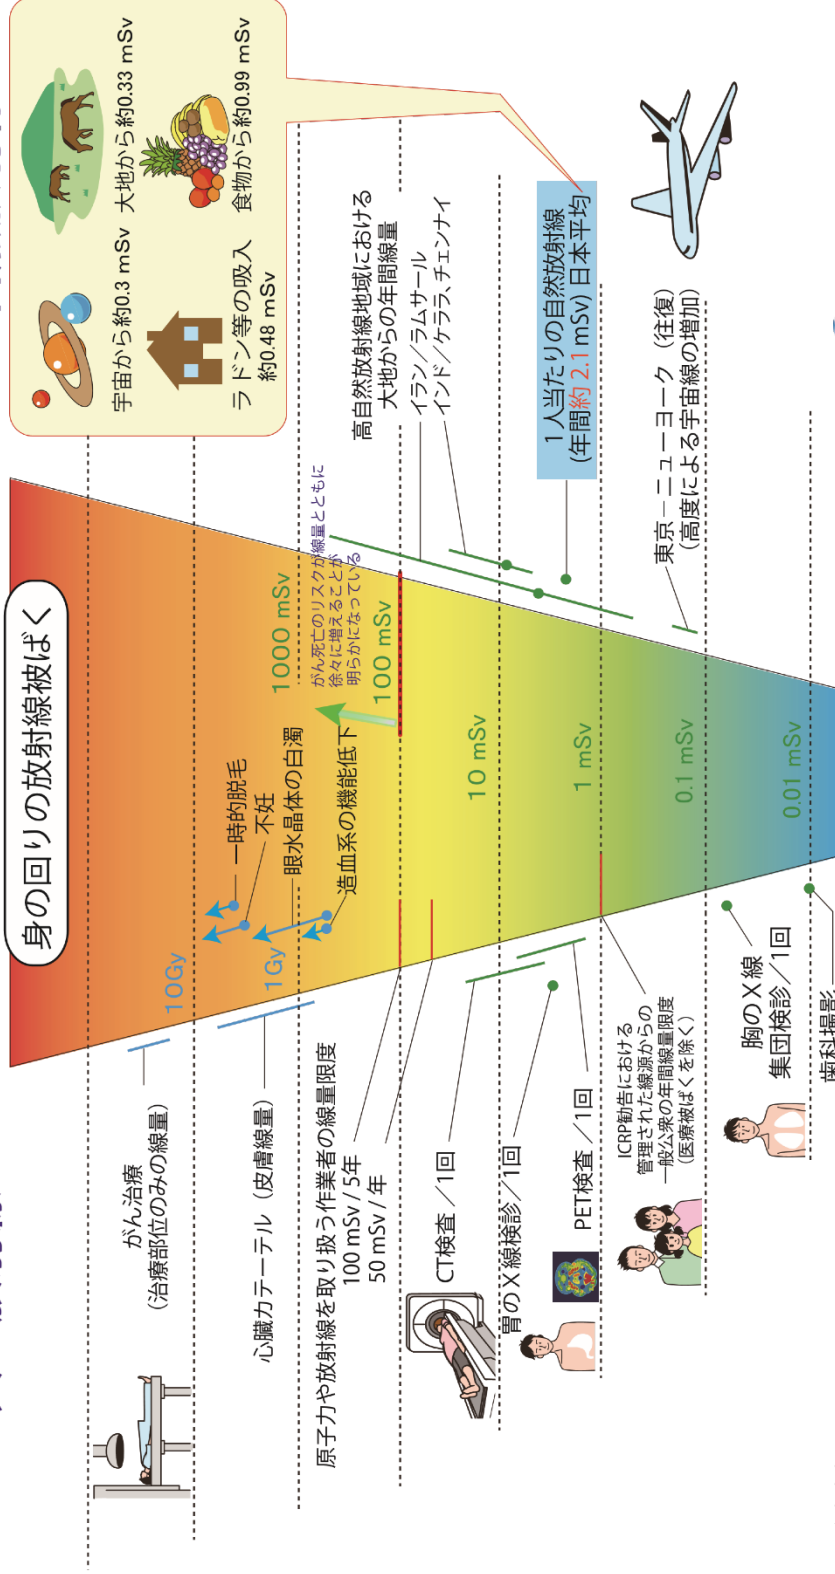 身の回りの放射線被ばく
宇宙から約0.3 mSv
大地から約0.33 mSv
ラドン等の吸入
約0.48 mSv
食物から約0.99 mSv
10Gy
1Gy
1000 mSv
100 mSv
10 mSv
1 mSv
0.1 mSv
0.01 mSv
がん死亡のリスクが線量とともに
徐々に増えることが
明らかになっている
一時的脱毛
不妊
眼水晶体の白濁
造血系の機能低下
がん治療
(治療部位のみの線量)
心臓カテーテル(皮膚線量)
原子力や放射線を取り扱う作業者の線量限度
100 mSv / 5年
50 mSv / 年
CT検査/1回
胃のX線検診/1回
PET検査/1回
ICRP勧告における
管理された線源からの
一般公衆の年間線量限度
(医療被ばくを除く)
胸のX線
集団検診/1回
歯科撮影
高自然放射線地域における
大地からの年間線量
イラン/ラムサール
インド/ケララ、チェンナイ
1人当たりの自然放射線
(年間約 2.1 mSv) 日本平均
東京-ニューヨーク(往復)
(高度による宇宙線の増加)